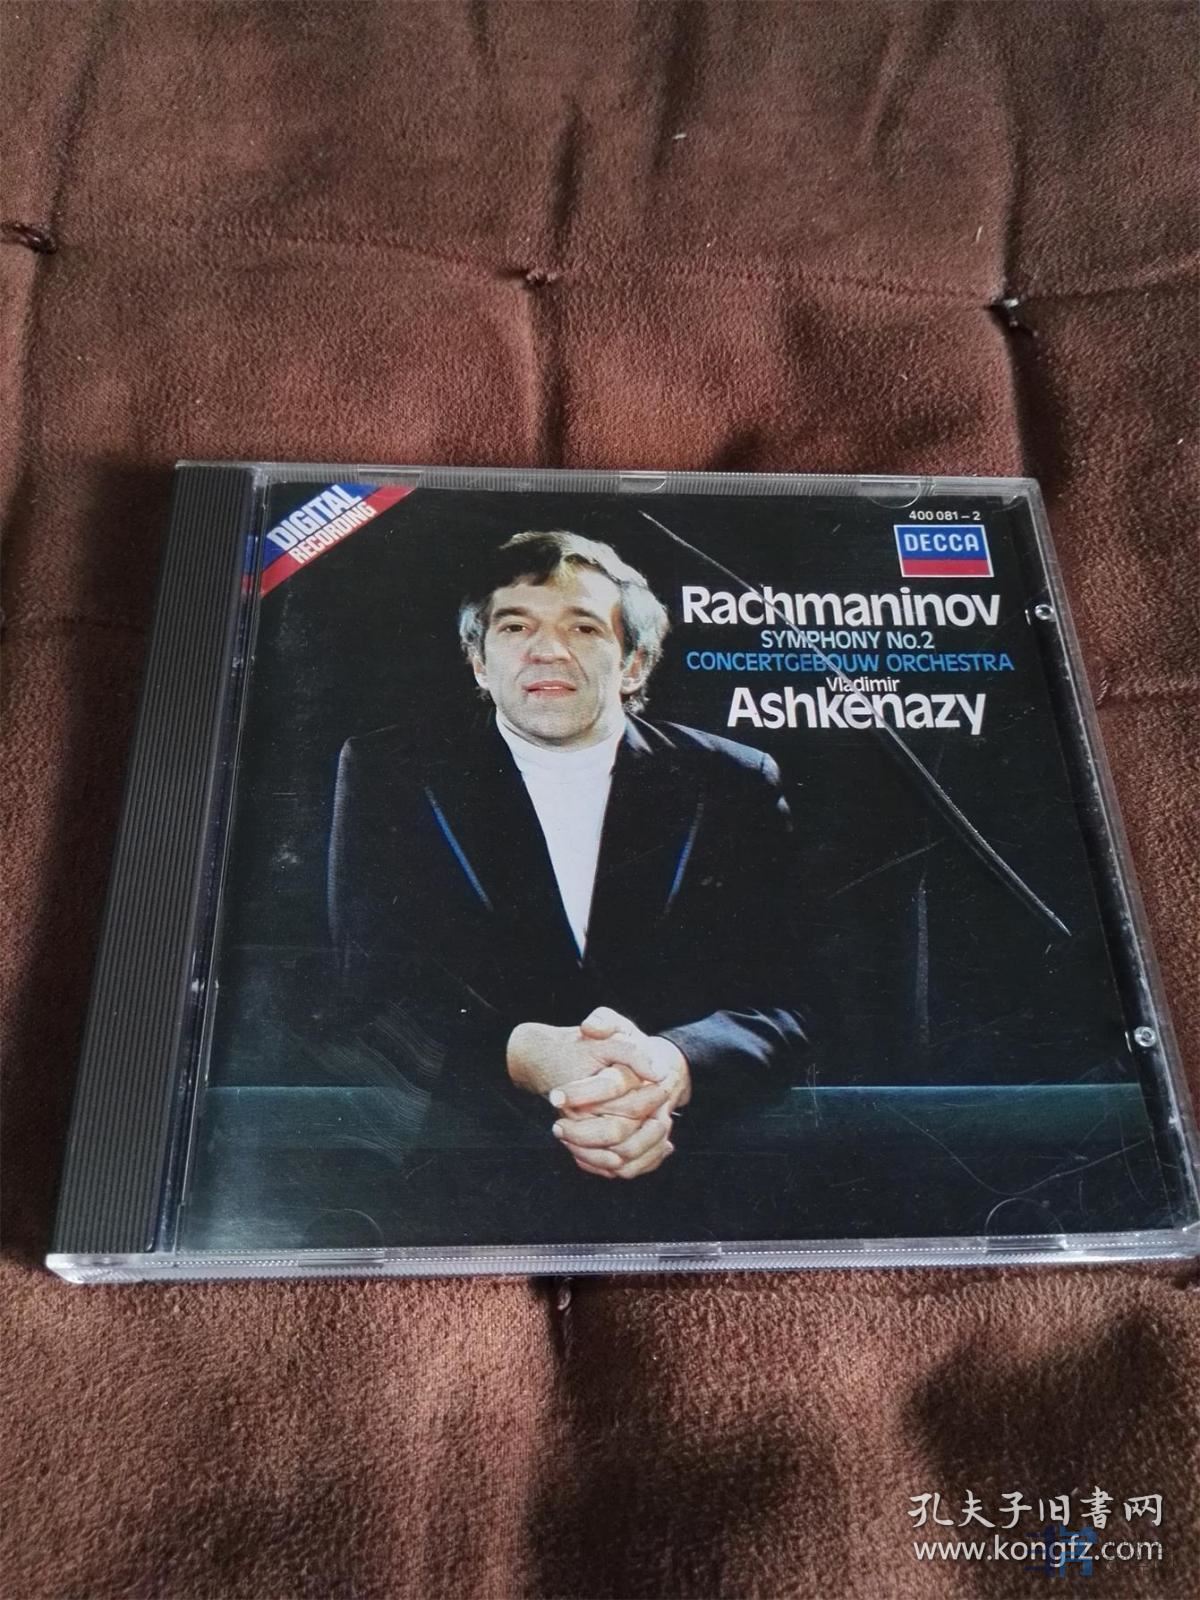 DIGITAL
RECORDING
400 081-2
DECCA
Rachmaninov
SYMPHONY No.2
CONCERTGEBOUW ORCHESTRA
Vladimir
Ashkenazy
孔夫子旧书网
www.kongfz.com